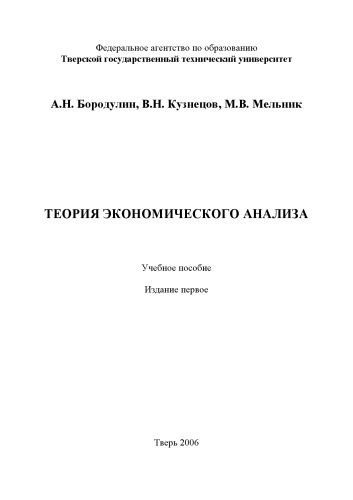 Федеральное агентство по образованию
Тверской государственный технический университет
А.Н. Бородулин, В.Н. Кузнецов, М.В. Мельник
ТЕОРИЯ ЭКОНОМИЧЕСКОГО АНАЛИЗА
Учебное пособие
Издание первое
Тверь 2006